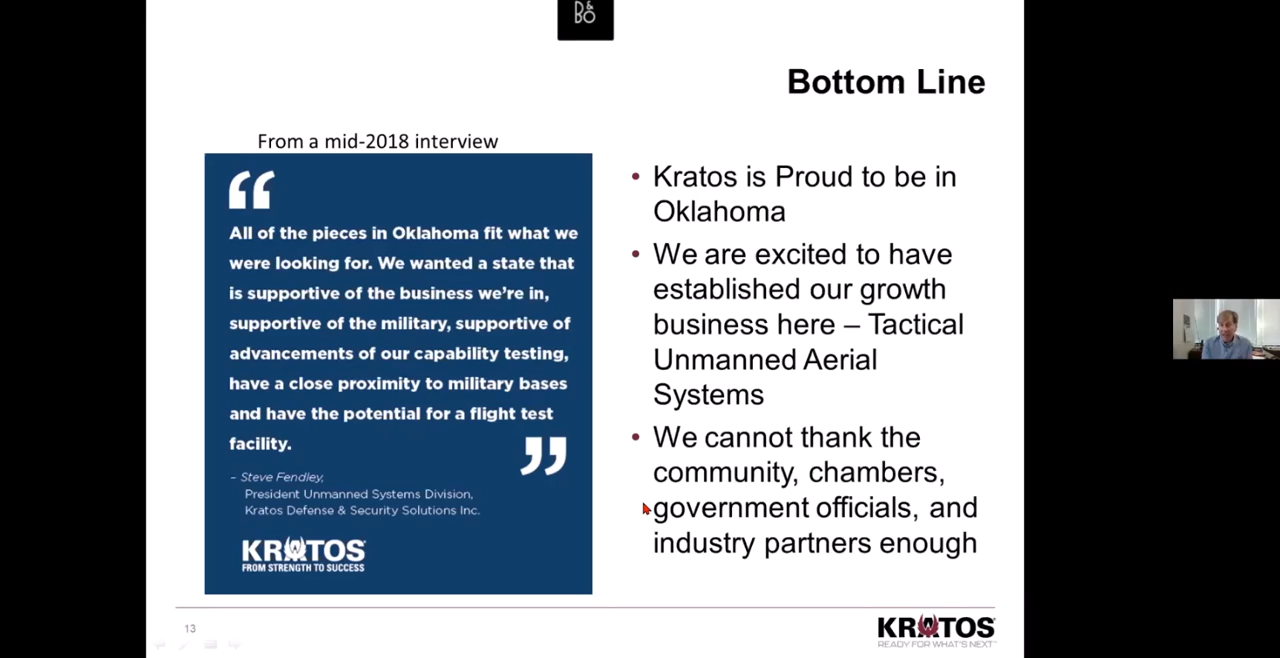 D&
BO
Bottom Line
From a mid-2018 interview
“
All of the pieces in Oklahoma fit what we
were looking for. We wanted a state that
is supportive of the business we’re in,
supportive of the military, supportive of
advancements of our capability testing,
have a close proximity to military bases
and have the potential for a flight test
facility.
”
– Steve Fendley,
President Unmanned Systems Division,
Kratos Defense & Security Solutions Inc.
KRATOS
FROM STRENGTH TO SUCCESS
• Kratos is Proud to be in
Oklahoma
• We are excited to have
established our growth
business here – Tactical
Unmanned Aerial
Systems
• We cannot thank the
community, chambers,
government officials, and
industry partners enough
13
KRATOS
READY FOR WHAT'S NEXT™